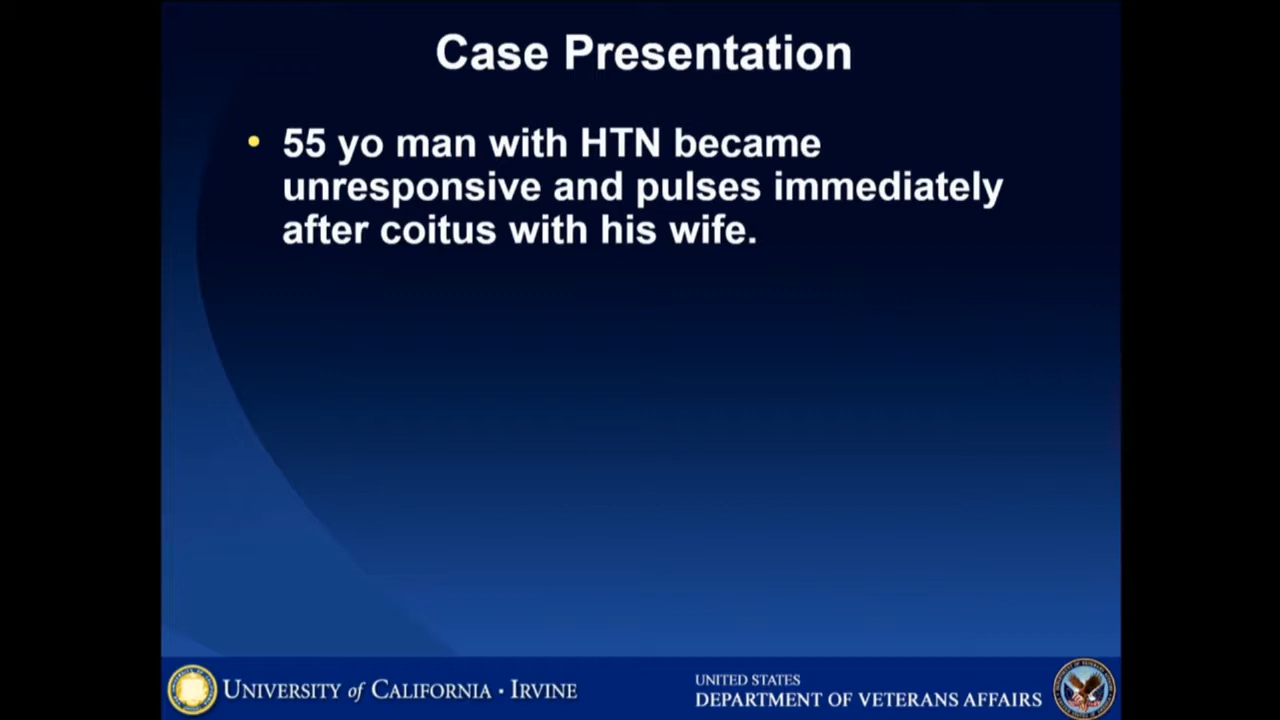 Case Presentation
• 55 yo man with HTN became
unresponsive and pulses immediately
after coitus with his wife.
UNIVERSITY of CALIFORNIA · IRVINE
UNITED STATES
DEPARTMENT OF VETERANS AFFAIRS